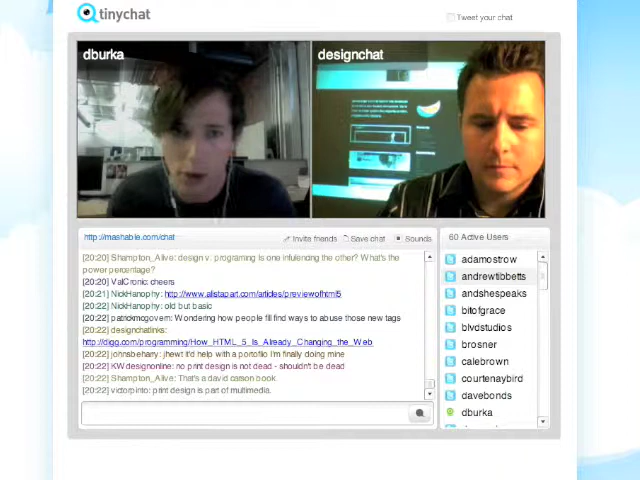 tinychat
Tweet your chat
dburka
designchat
http://mashable.com/chat
Invite friends
Save chat
Sounds
60 Active Users
[20:20] Shampton_Alive: design v. programing Is one infulencing the other? What's the
power percentage?
[20:20] ValCronic: cheers
[20:21] NickHanophy: http://www.alistapart.com/articles/previewofhtml5
[20:22] NickHanophy: old but basic
[20:22] patrickmcgovern: Wondering how people fill find ways to abuse those new tags
[20:22] designchatlinks:
http://digg.com/programming/How_HTML_5_Is_Already_Changing_the_Web
[20:22] johnsbehany: jhewt it'd help with a portoflio I'm finally doing mine
[20:22] KWdesignonline: no print design is not dead - shouldn't be dead
[20:22] Shampton_Alive: That's a david carson book
[20:22] victorpinto: print design is part of multimedia.
adamostrow
andrewtibbetts
andshespeaks
bitofgrace
blvdstudios
brosner
calebrown
courtenaybird
davebonds
dburka